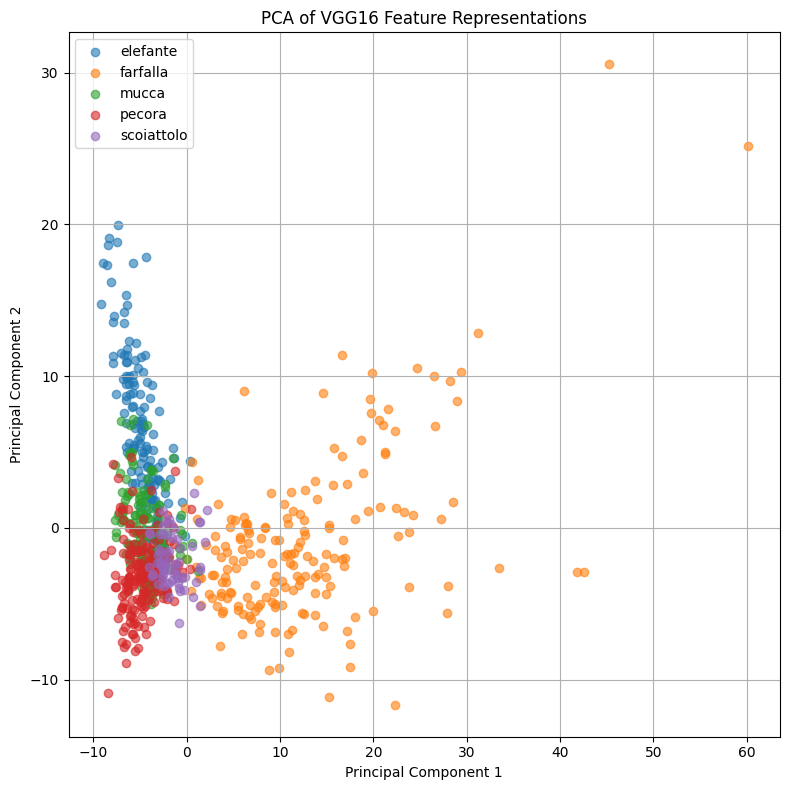 PCA of VGG16 Feature Representations
elefante
farfalla
mucca
pecora
scoiattolo
30
20
10
0
−10
Principal Component 2
−10 0 10 20 30 40 50 60
Principal Component 1